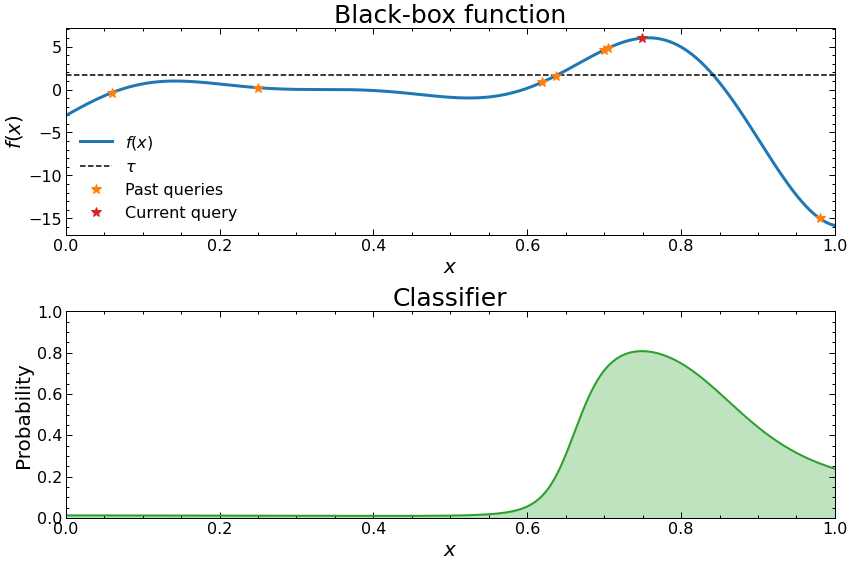 Black-box function
5
0
−5
−10
−15
f(x)
f(x)
τ
Past queries
Current query
0.0 0.2 0.4 0.6 0.8 1.0
x
Classifier
1.0
0.8
0.6
0.4
0.2
0.0
Probability
0.0 0.2 0.4 0.6 0.8 1.0
x